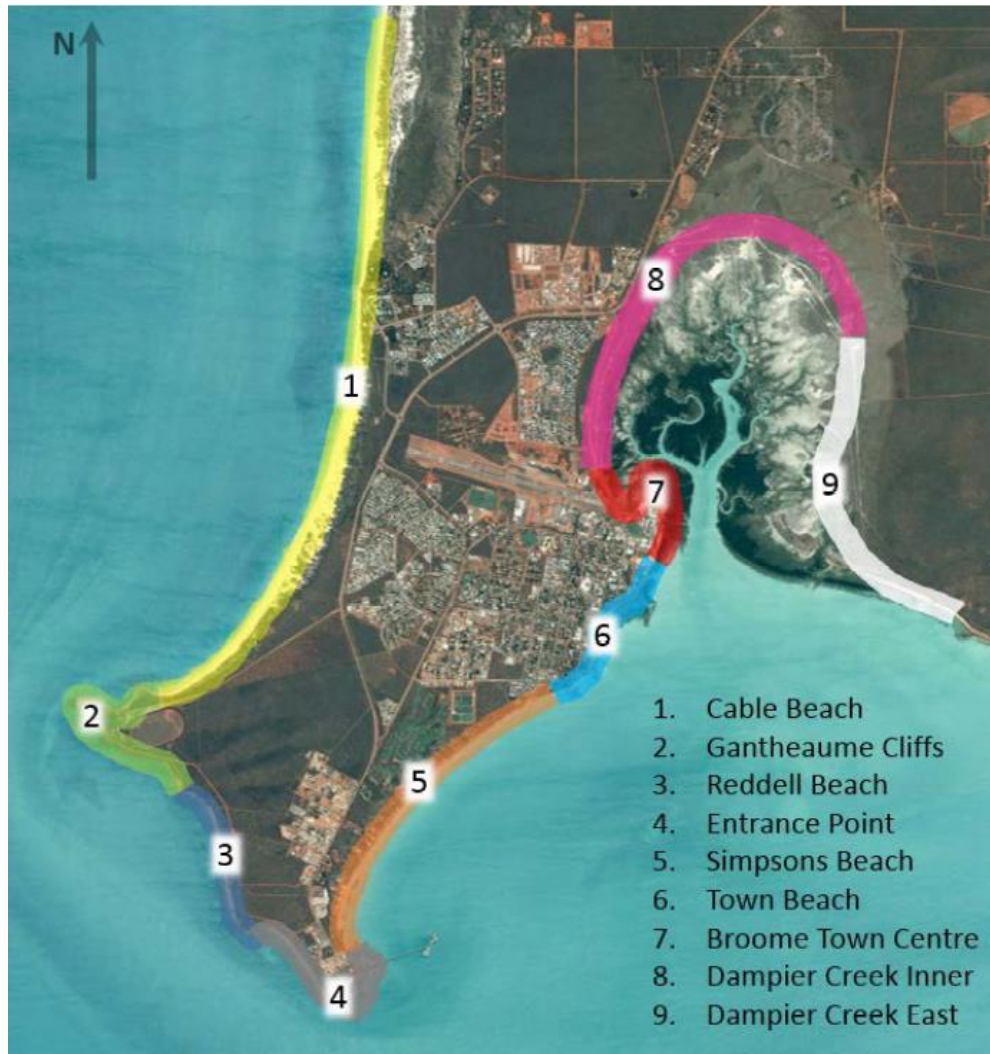 N
1
8
7
9
6
2
5
3
4
1. Cable Beach
2. Gantheaume Cliffs
3. Reddell Beach
4. Entrance Point
5. Simpsons Beach
6. Town Beach
7. Broome Town Centre
8. Dampier Creek Inner
9. Dampier Creek East